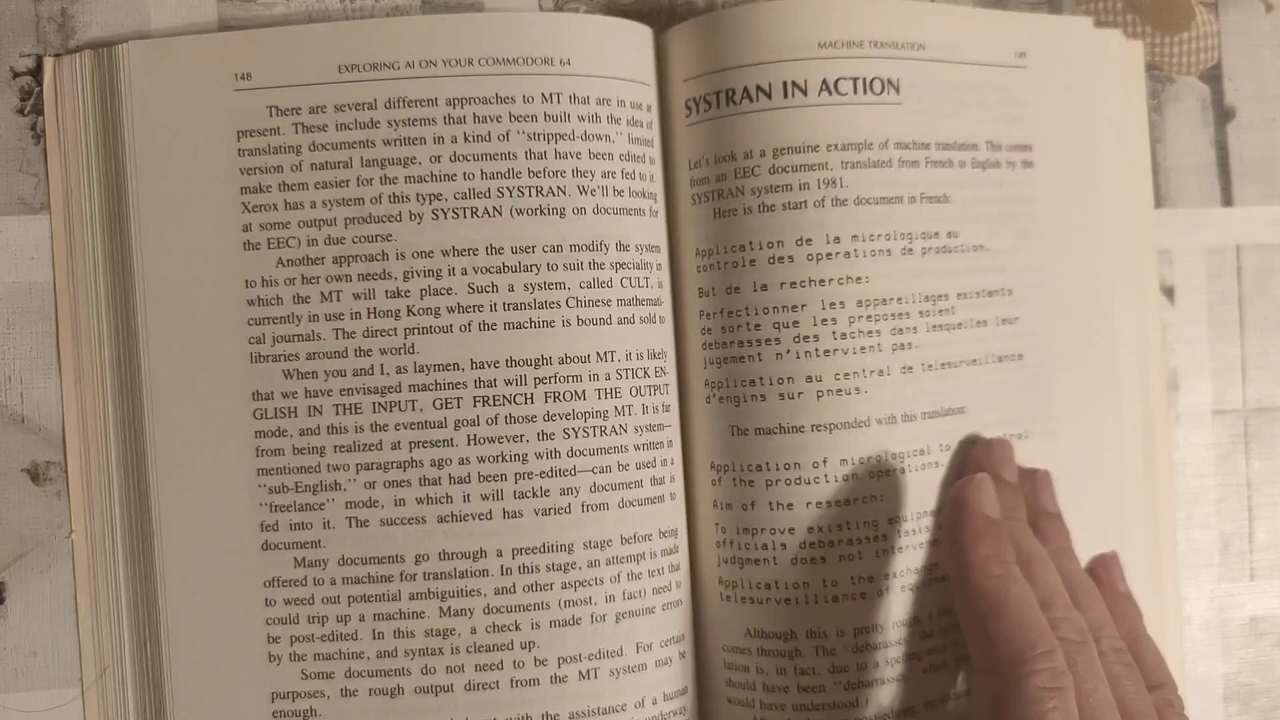 148
EXPLORING AI ON YOUR COMMODORE 64
There are several different approaches to MT that are in use at
present. These include systems that have been built with the idea of
translating documents written in a kind of "stripped-down," limited
version of natural language, or documents that have been edited to
make them easier for the machine to handle before they are fed to it.
Xerox has a system of this type, called SYSTRAN. We'll be looking
at some output produced by SYSTRAN (working on documents for
the EEC) in due course.
Another approach is one where the user can modify the system
to his or her own needs, giving it a vocabulary to suit the speciality in
which the MT will take place. Such a system, called CULT, is
currently in use in Hong Kong where it translates Chinese mathemati-
cal journals. The direct printout of the machine is bound and sold to
libraries around the world.
When you and I, as laymen, have thought about MT, it is likely
that we have envisaged machines that will perform in a STICK EN-
GLISH IN THE INPUT, GET FRENCH FROM THE OUTPUT
mode, and this is the eventual goal of those developing MT. It is far
from being realized at present. However, the SYSTRAN system—
mentioned two paragraphs ago as working with documents written in
"sub-English," or ones that had been pre-edited—can be used in a
"freelance" mode, in which it will tackle any document that is
fed into it. The success achieved has varied from document to
document.
Many documents go through a preediting stage before being
offered to a machine for translation. In this stage, an attempt is made
to weed out potential ambiguities, and other aspects of the text that
could trip up a machine. Many documents (most, in fact) need to
be post-edited. In this stage, a check is made for genuine errors
by the machine, and syntax is cleaned up.
Some documents do not need to be post-edited. For certain
purposes, the rough output direct from the MT system may be
enough.
with the assistance of a human
underway
MACHINE TRANSLATION
149
SYSTRAN IN ACTION
Let's look at a genuine example of machine translation. This comes
from an EEC document, translated from French to English by the
SYSTRAN system in 1981.
Here is the start of the document in French:
Application de la micrologique au
controle des operations de production.
But de la recherche:
Perfectionner les appareillages existants
de sorte que les preposes soient
debarasses des taches dans lesquelles leur
jugement n'intervient pas.
Application au central de telesurveillance
d'engins sur pneus.
The machine responded with this translation:
Application of micrological to
of the production operations.
Aim of the research:
To improve existing
officials debarasses
judgment does not
Application to the exchange
telesurveilliance of
Although this is pretty rough,
comes through. The "debarasses"
lation is, in fact, due to a spelling
should have been "debarrasses," which
would have understood.)